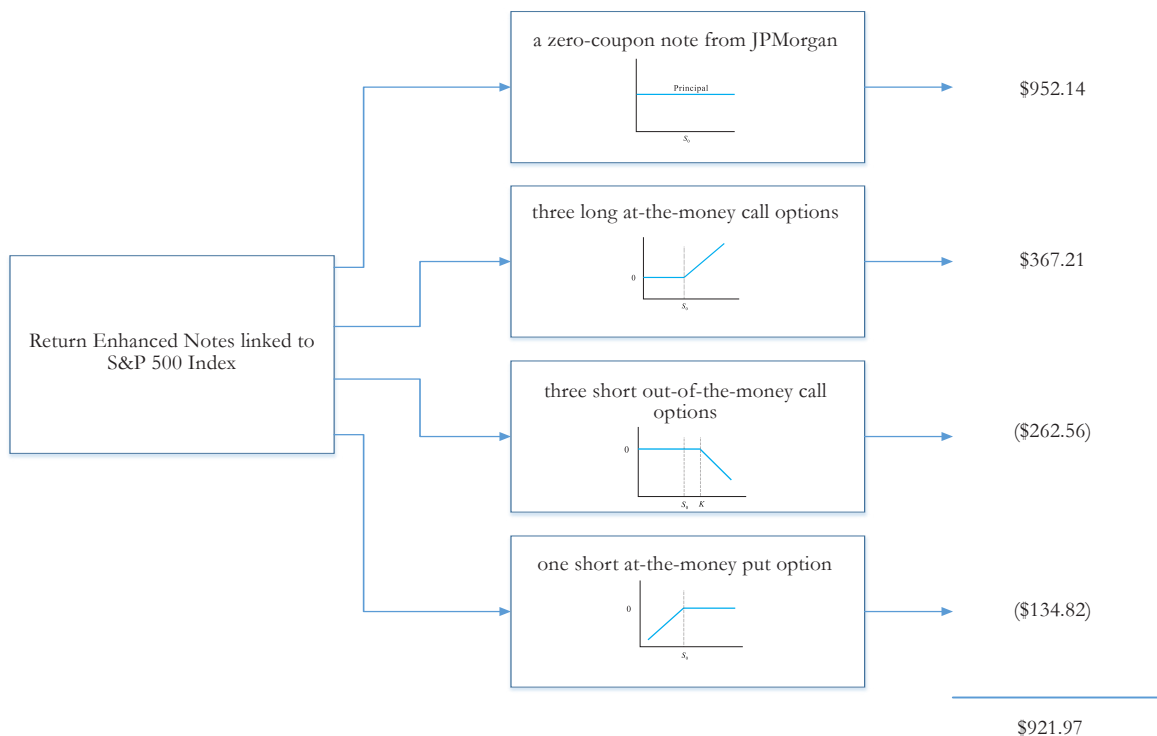 a zero-coupon note from JPMorgan
Principal
S₀
$952.14
three long at-the-money call options
0
S₀
$367.21
Return Enhanced Notes linked to
S&P 500 Index
three short out-of-the-money call
options
0
S₀ K
($262.56)
one short at-the-money put option
0
S₀
($134.82)
$921.97